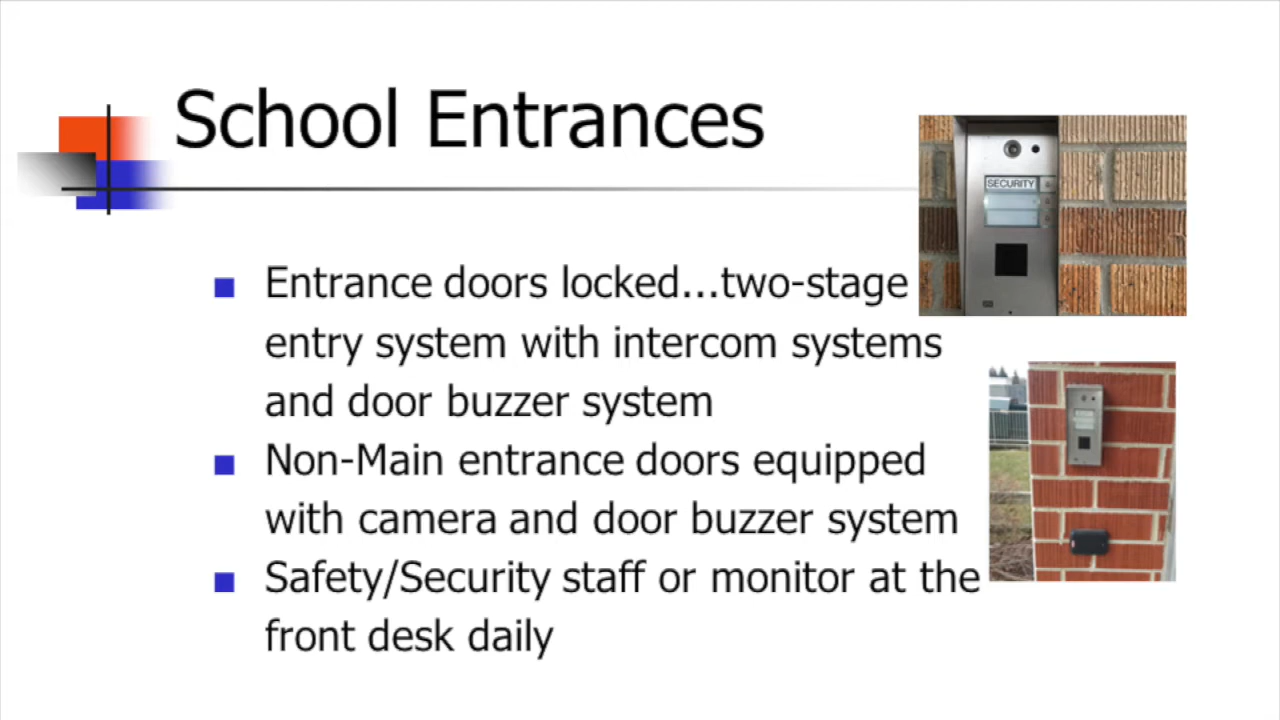 School Entrances
SECURITY
Entrance doors locked...two-stage
entry system with intercom systems
and door buzzer system
Non-Main entrance doors equipped
with camera and door buzzer system
Safety/Security staff or monitor at the
front desk daily